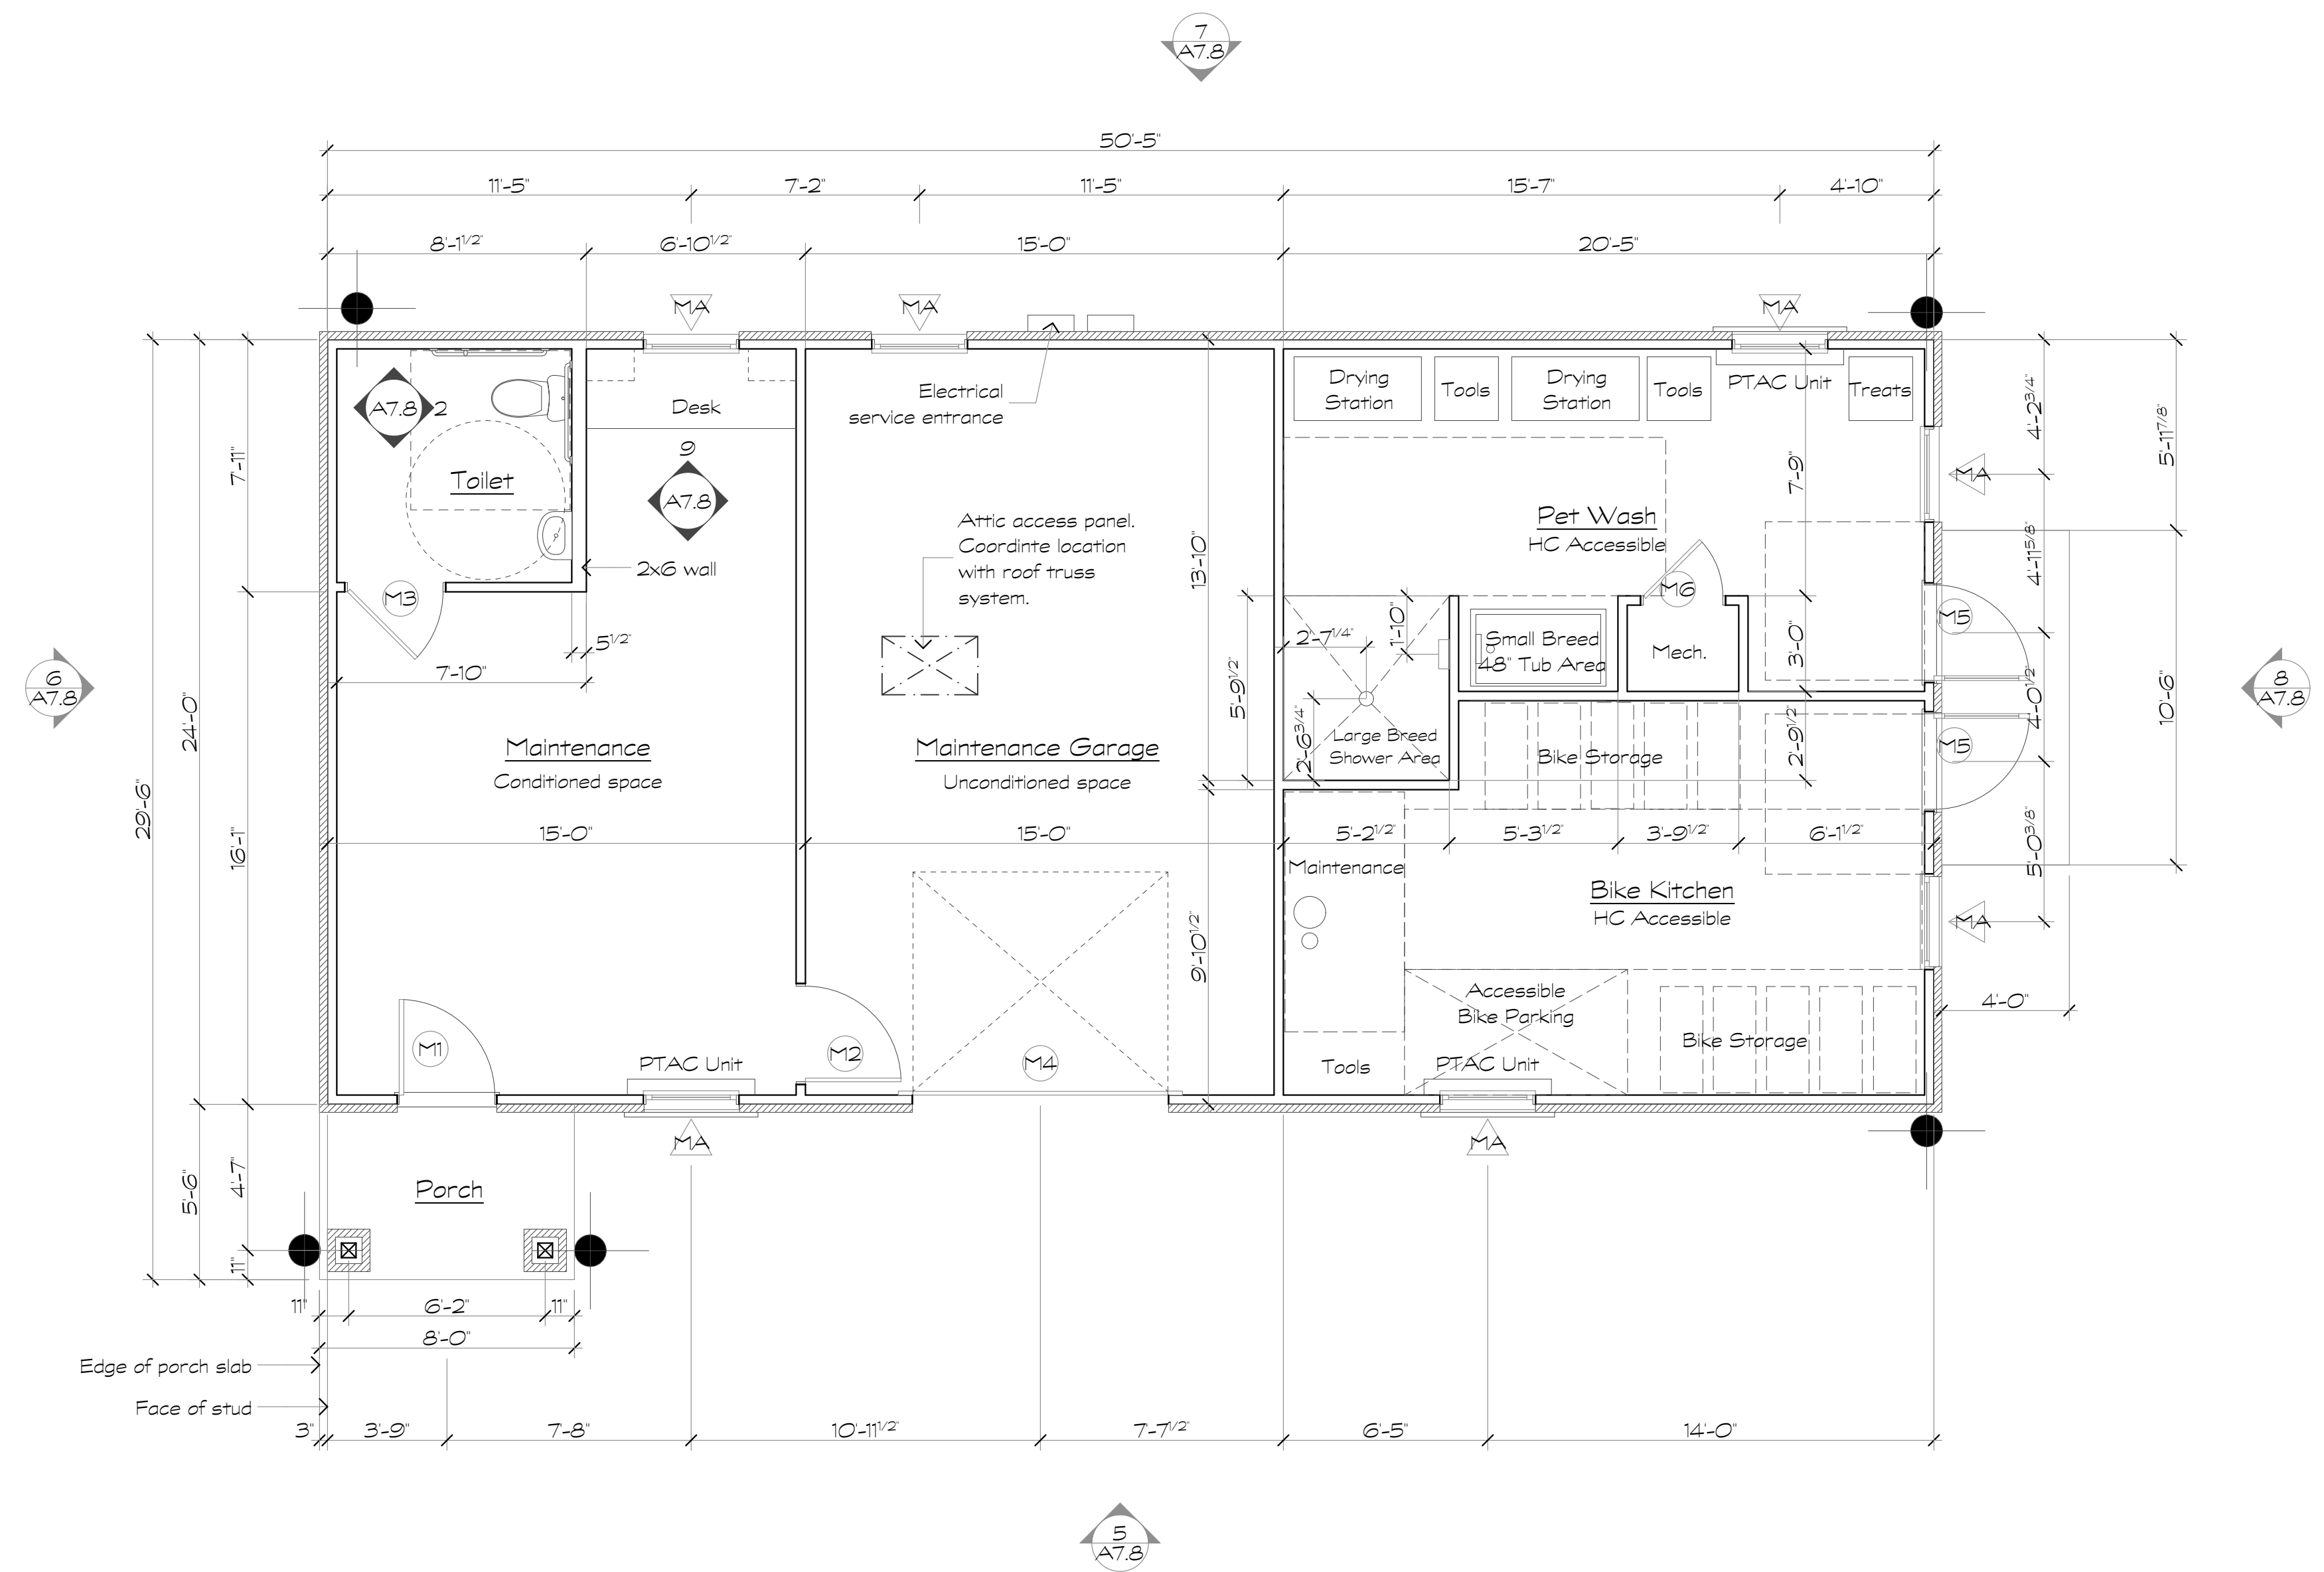 7
A7.8
50'-5"
11'-5"
7'-2"
11'-5"
15'-7"
4'-10"
8'-1 1/2"
6'-10 1/2"
15'-0"
20'-5"
MA
MA
MA
Electrical
service entrance
Desk
A7.8
2
Toilet
9
A7.8
2x6 wall
M3
5 1/2"
7'-10"
Attic access panel.
Coordinte location
with roof truss
system.
Maintenance
Conditioned space
Maintenance Garage
Unconditioned space
15'-0"
15'-0"
13'-10"
9'-10 1/2"
Drying
Station
Tools
Drying
Station
Tools
PTAC Unit
Treats
7'-9"
Pet Wash
HC Accessible
M6
Mech.
3'-0"
2'-9 1/2"
Small Breed
48" Tub Area
1'-10"
2'-7 1/4"
5'-9 1/2"
2'-6 3/4"
Large Breed
Shower Area
Bike Storage
5'-2 1/2"
5'-3 1/2"
3'-9 1/2"
6'-1 1/2"
Maintenance
Bike Kitchen
HC Accessible
Accessible
Bike Parking
Bike Storage
PTAC Unit
Tools
M1
PTAC Unit
M2
M4
MA
MA
MA
MA
M5
M5
4'-2 3/4"
4'-11 5/8"
4'-0 1/2"
5'-0 3/8"
5'-11 7/8"
10'-6"
4'-0"
8
A7.8
6
A7.8
29'-6"
24'-0"
5'-6"
7'-11"
16'-1"
4'-7"
11"
Porch
11"
6'-2"
11"
8'-0"
Edge of porch slab
Face of stud
3"
3'-9"
7'-8"
10'-11 1/2"
7'-7 1/2"
6'-5"
14'-0"
5
A7.8